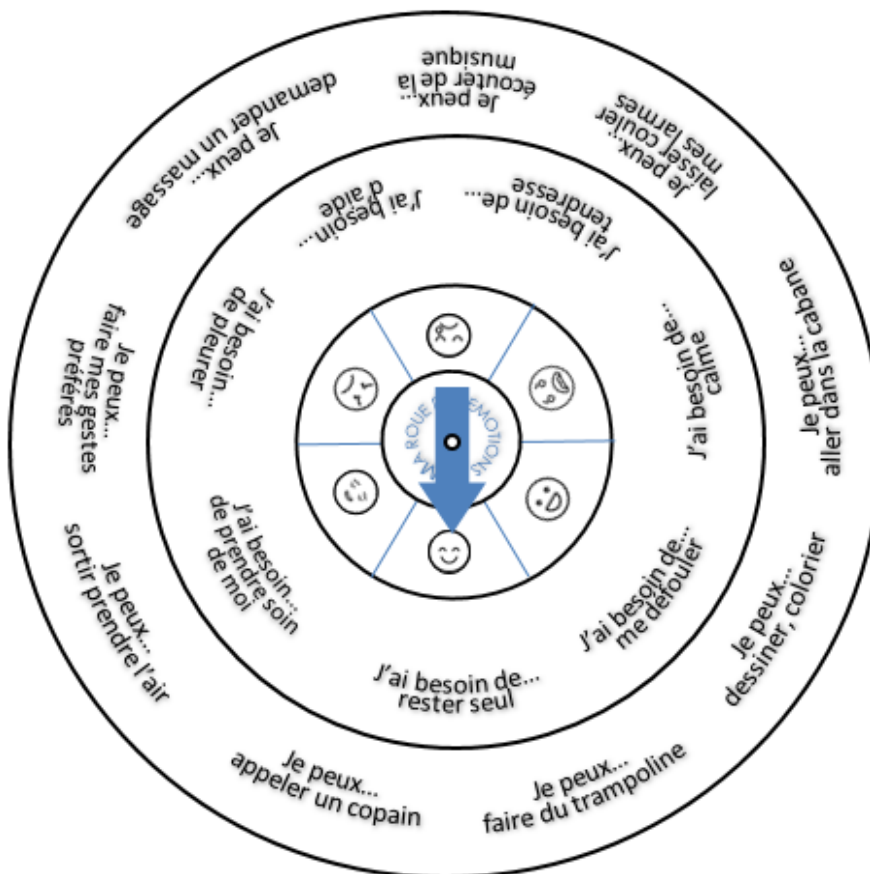 Je peux...
écouter de la
musique
Je peux...
laisser couler
mes larmes
Je peux...
aller dans la cabane
Je peux...
dessiner, colorier
Je peux...
faire du trampoline
Je peux...
appeler un copain
Je peux...
sortir prendre l'air
Je peux...
faire mes gestes
préférés
Je peux...
demander un massage
J'ai besoin de...
tendresse
J'ai besoin de...
calme
J'ai besoin de...
me défouler
J'ai besoin de...
rester seul
J'ai besoin...
de prendre soin
de moi
J'ai besoin...
de pleurer
J'ai besoin...
d'aide
MA ROUE
EMOTIONS